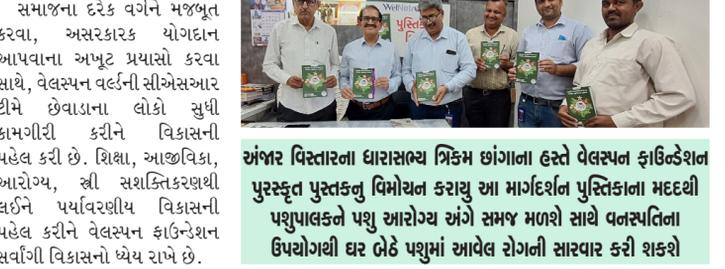 સમાજના દરેક વર્ગને મજબૂત
કરવા, અસરકારક યોગદાન
આપવાના અખૂટ પ્રયાસો કરવા
સાથે, વેલસ્પન વર્લ્ડની સીએસઆર
ટીમે છેવાડાના લોકો સુધી
કામગીરી કરીને વિકાસની
પહેલ કરી છે. શિક્ષા, આજીવિકા,
આરોગ્ય, સ્ત્રી સશક્તિકરણથી
લઈને પર્યાવરણીય વિકાસની
પહેલ કરીને વેલસ્પન ફાઉન્ડેશન
સર્વાંગી વિકાસનો ધ્યેય રાખે છે.
પુસ્તિ
અંજાર વિસ્તારના ધારાસભ્ય ત્રિકમ છાંગાના હસ્તે વેલસ્પન ફાઉન્ડેશન
પુરસ્કૃત પુસ્તકનુ વિમોચન કરાયુ આ માર્ગદર્શન પુસ્તિકાના મદદથી
પશુપાલકને પશુ આરોગ્ય અંગે સમજ મળશે સાથે વનસ્પતિના
ઉપયોગથી ઘર બેઠે પશુમાં આવેલ રોગની સારવાર કરી શકશે